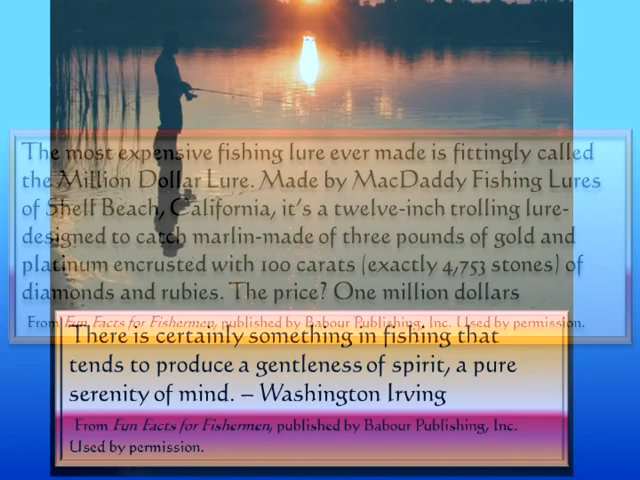 The most expensive fishing lure ever made is fittingly called
the Million Dollar Lure. Made by MacDaddy Fishing Lures
of Shell Beach, California, it's a twelve-inch trolling lure-
designed to catch marlin-made of three pounds of gold and
platinum encrusted with 100 carats (exactly 4,753 stones) of
diamonds and rubies. The price? One million dollars
From Fun Facts for Fishermen, published by Babour Publishing, Inc. Used by permission.
There is certainly something in fishing that
tends to produce a gentleness of spirit, a pure
serenity of mind. – Washington Irving
From Fun Facts for Fishermen, published by Babour Publishing, Inc.
Used by permission.